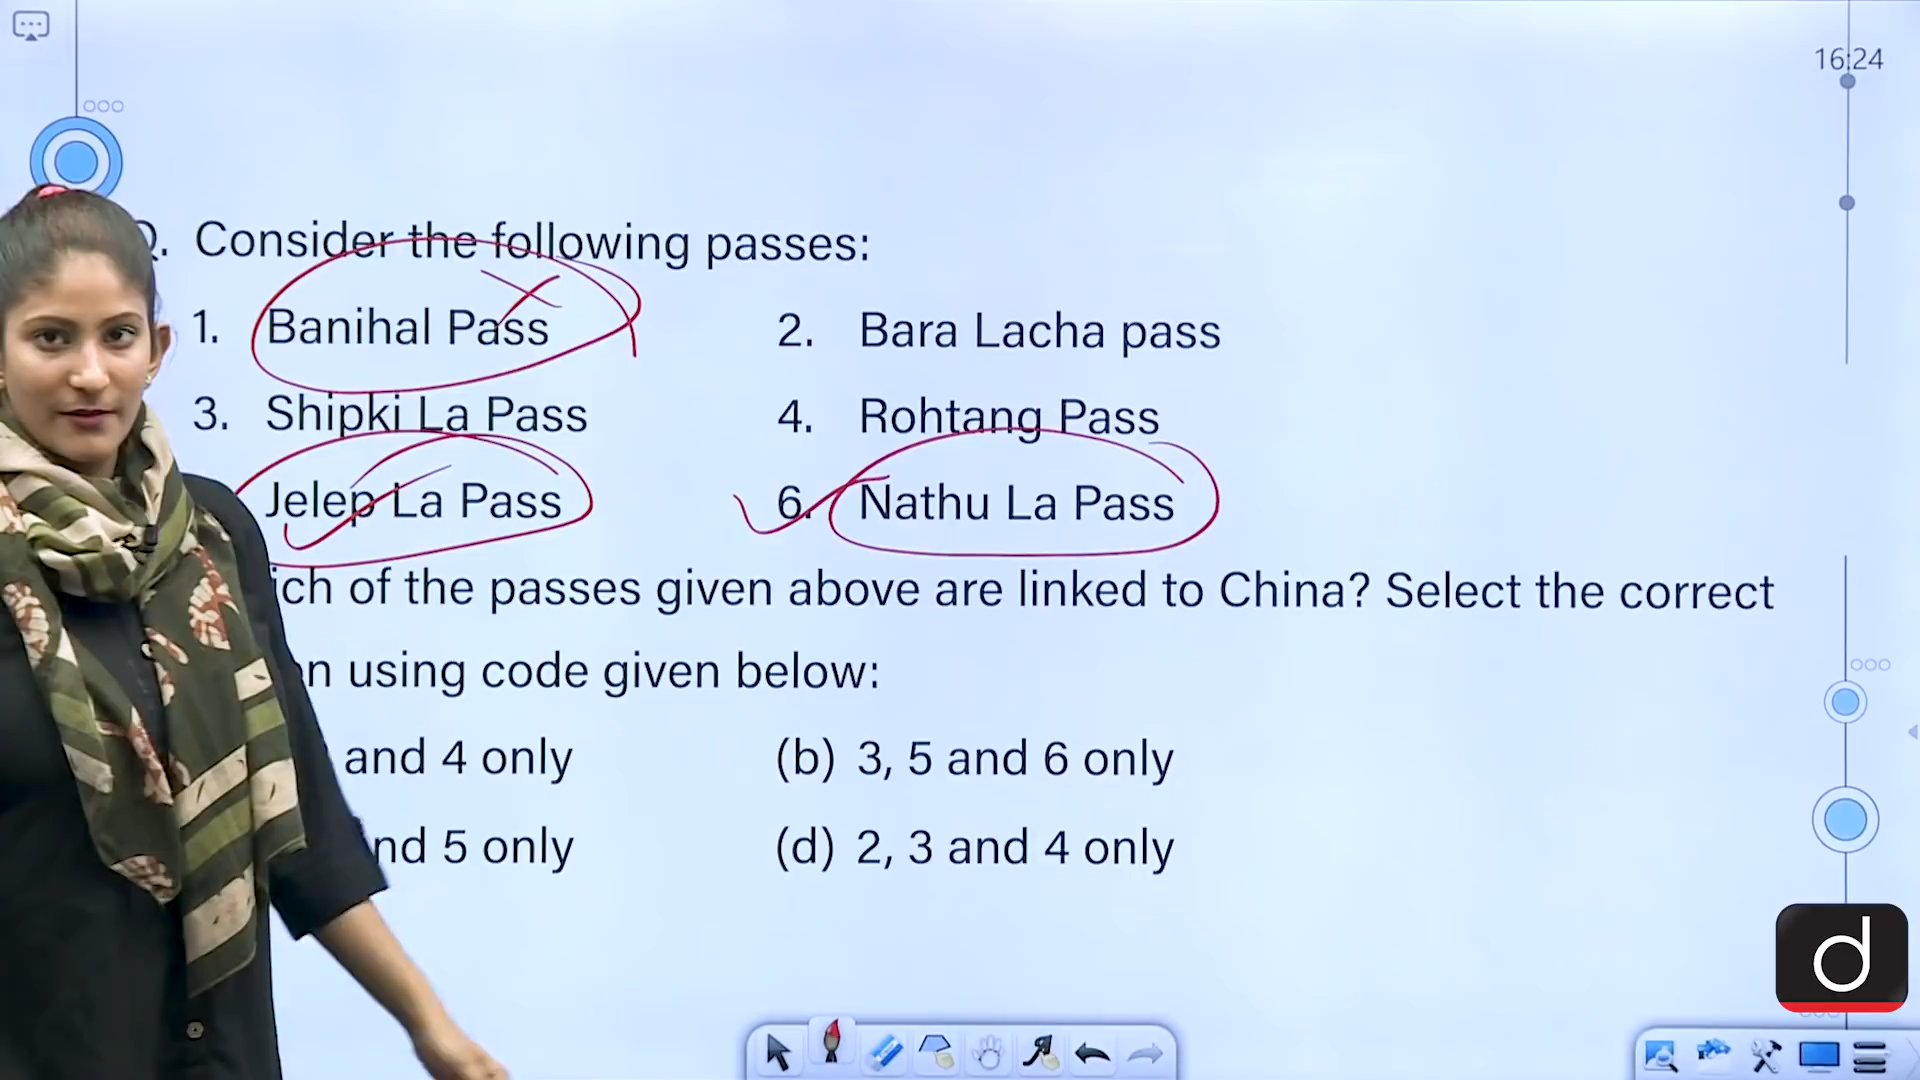 16:24
Q. Consider the following passes:
1. Banihal Pass 2. Bara Lacha pass
3. Shipki La Pass 4. Rohtang Pass
Jelep La Pass 6. Nathu La Pass
ich of the passes given above are linked to China? Select the correct
n using code given below:
and 4 only (b) 3, 5 and 6 only
nd 5 only (d) 2, 3 and 4 only
d